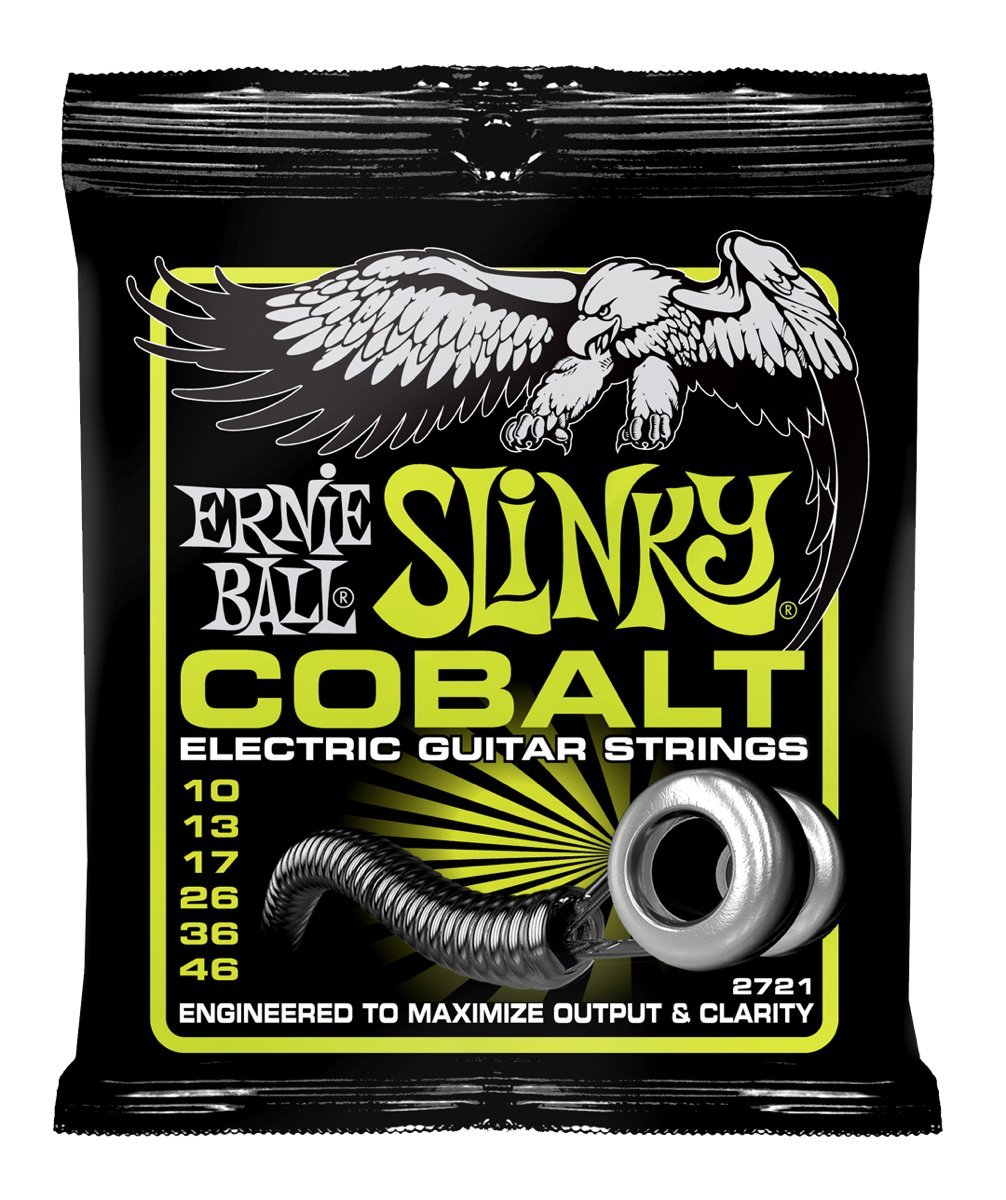 ERNIE
BALL®
SLINKY®
COBALT
ELECTRIC GUITAR STRINGS
10
13
17
26
36
46
2721
ENGINEERED TO MAXIMIZE OUTPUT & CLARITY